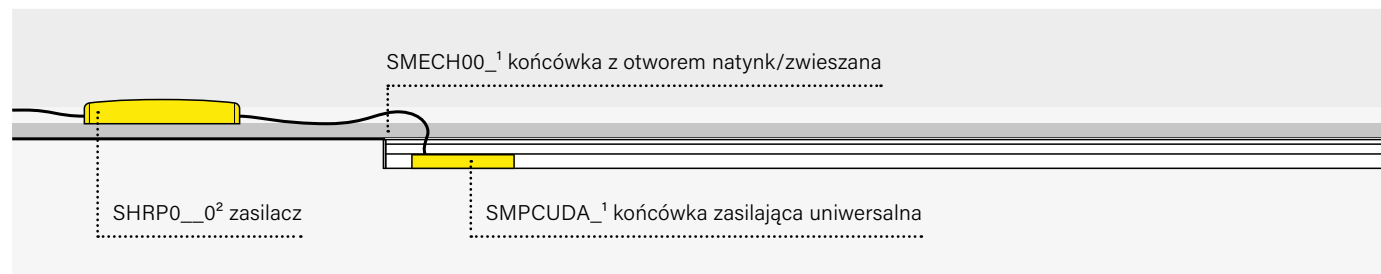 SMECH00_¹ końcówka z otworem natynk/zwieszana
SHRP0__0² zasilacz
SMPCUDA_¹ końcówka zasilająca uniwersalna